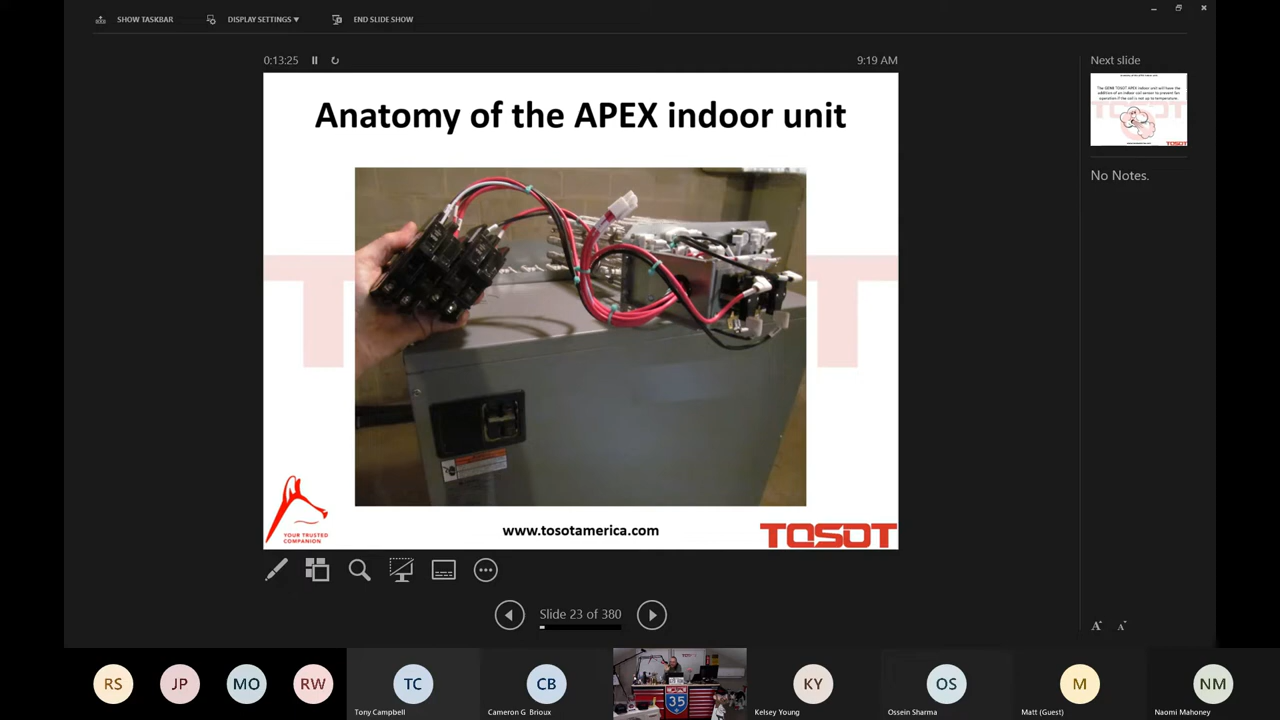 SHOW TASKBAR
DISPLAY SETTINGS ▾
END SLIDE SHOW
0:13:25
9:19 AM
Anatomy of the APEX indoor unit
YOUR TRUSTED
COMPANION
www.tosotamerica.com
TOSOT
Next slide
No Notes.
Slide 23 of 380
A
A
RS
JP
MO
RW
TC
Tony Campbell
CB
Cameron G Brioux
35
KY
Kelsey Young
OS
Ossein Sharma
M
Matt (Guest)
NM
Naomi Mohoney